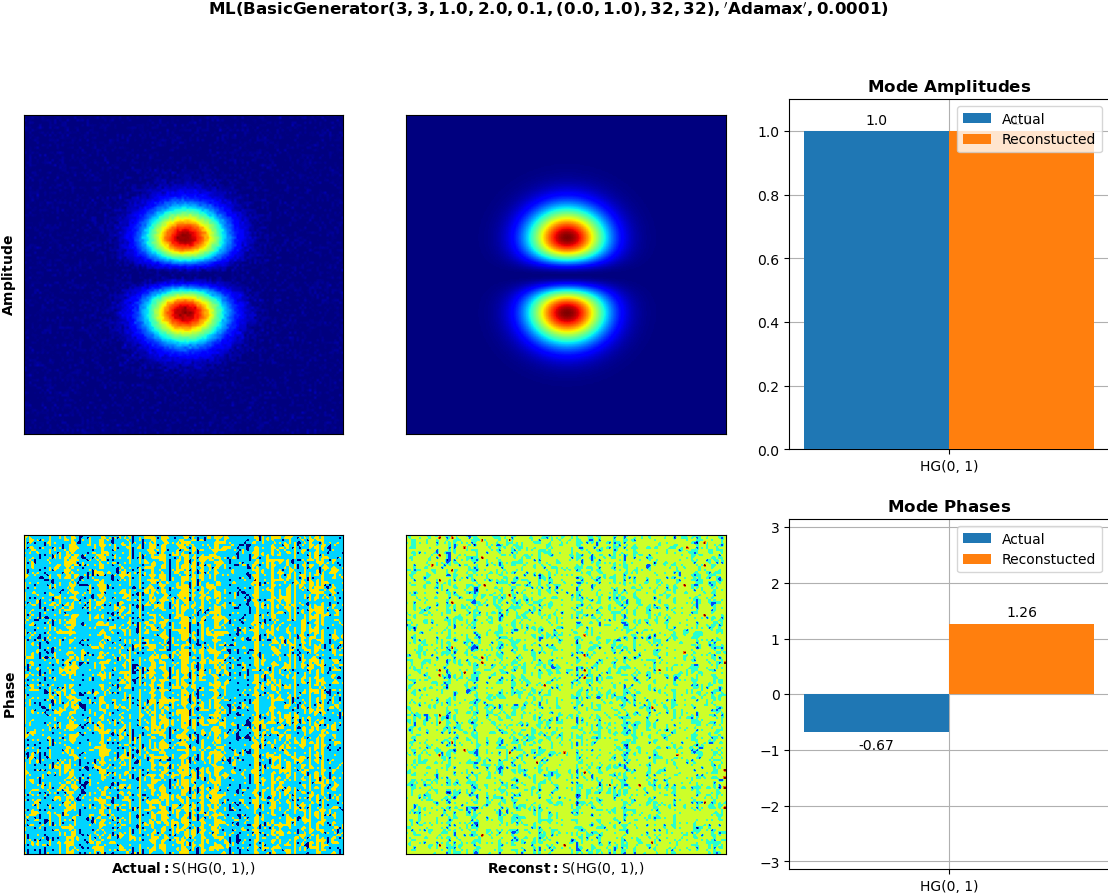 ML(BasicGenerator(3, 3, 1.0, 2.0, 0.1, (0.0, 1.0), 32, 32), ′Adamax′, 0.0001)
Mode Amplitudes
Actual
Reconstucted
1.0
1.0
0.8
0.6
0.4
0.2
0.0
HG(0, 1)
Amplitude
Mode Phases
Actual
Reconstucted
3
2
1
0
−1
−2
−3
1.26
-0.67
HG(0, 1)
Phase
Actual: S(HG(0, 1),)
Reconst: S(HG(0, 1),)